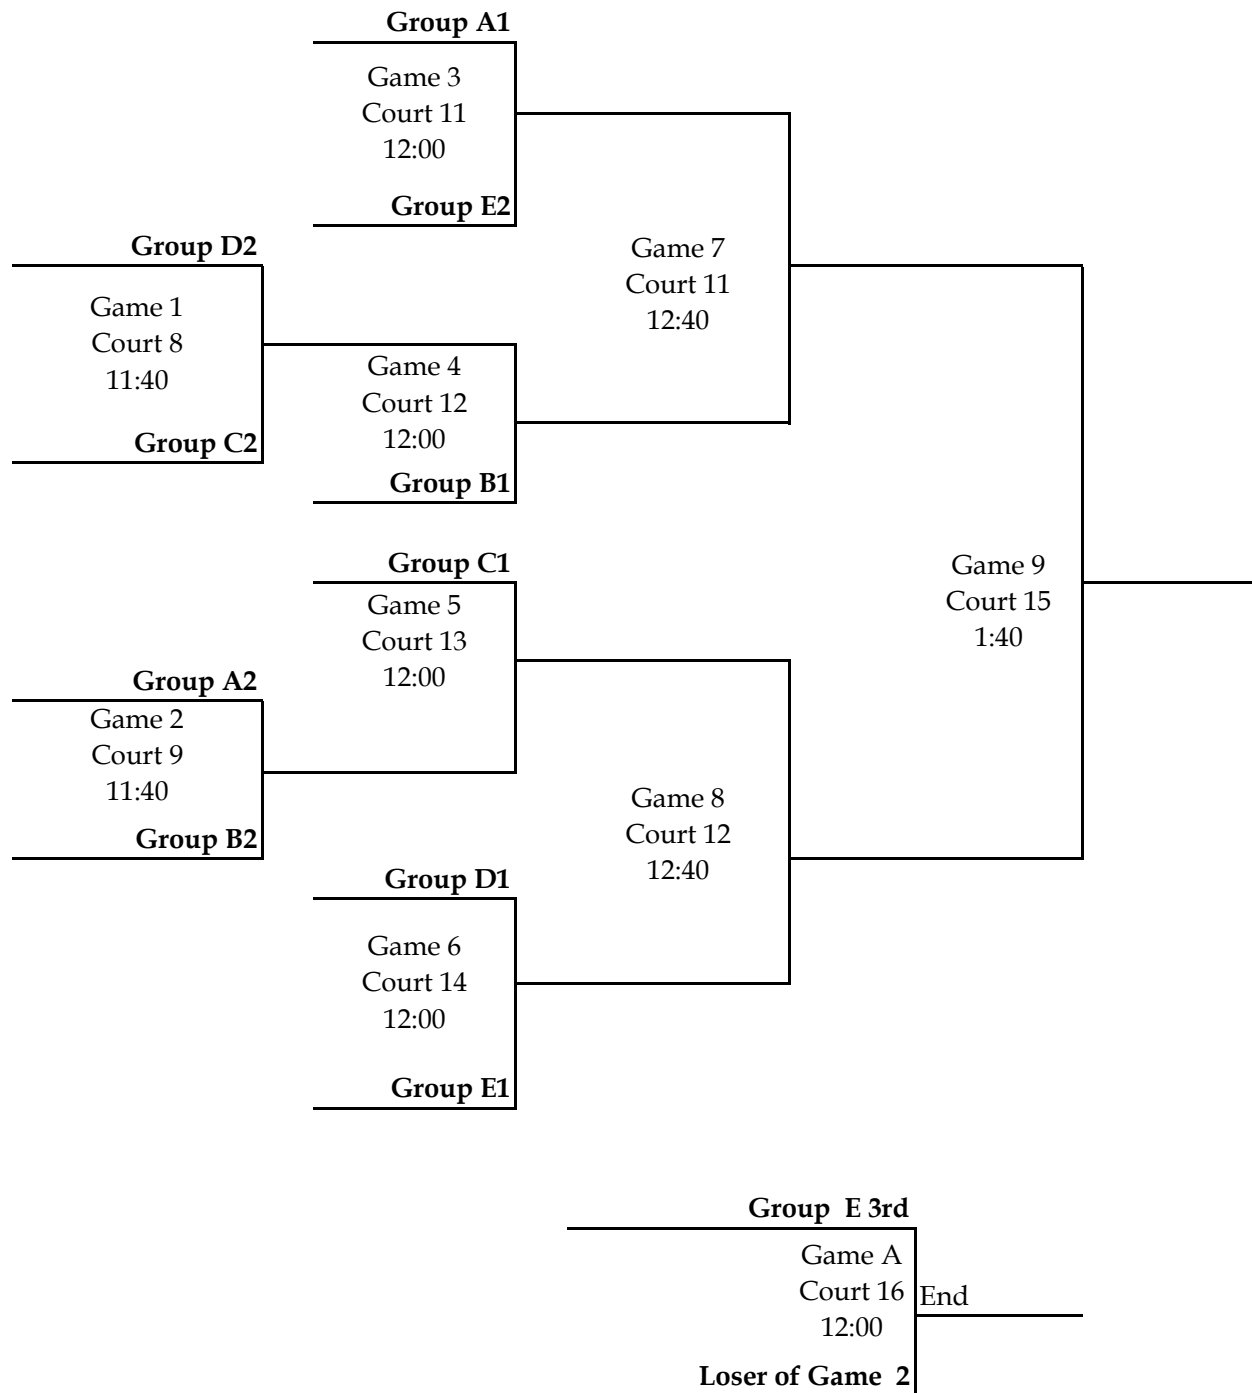 Group A1
Game 3
Court 11
12:00
Group E2
Group D2
Game 1
Court 8
11:40
Group C2
Game 4
Court 12
12:00
Group B1
Game 7
Court 11
12:40
Group C1
Game 5
Court 13
12:00
Group A2
Game 2
Court 9
11:40
Group B2
Group D1
Game 6
Court 14
12:00
Group E1
Game 8
Court 12
12:40
Game 9
Court 15
1:40
Group E 3rd
Game A
Court 16
12:00
End
Loser of Game 2